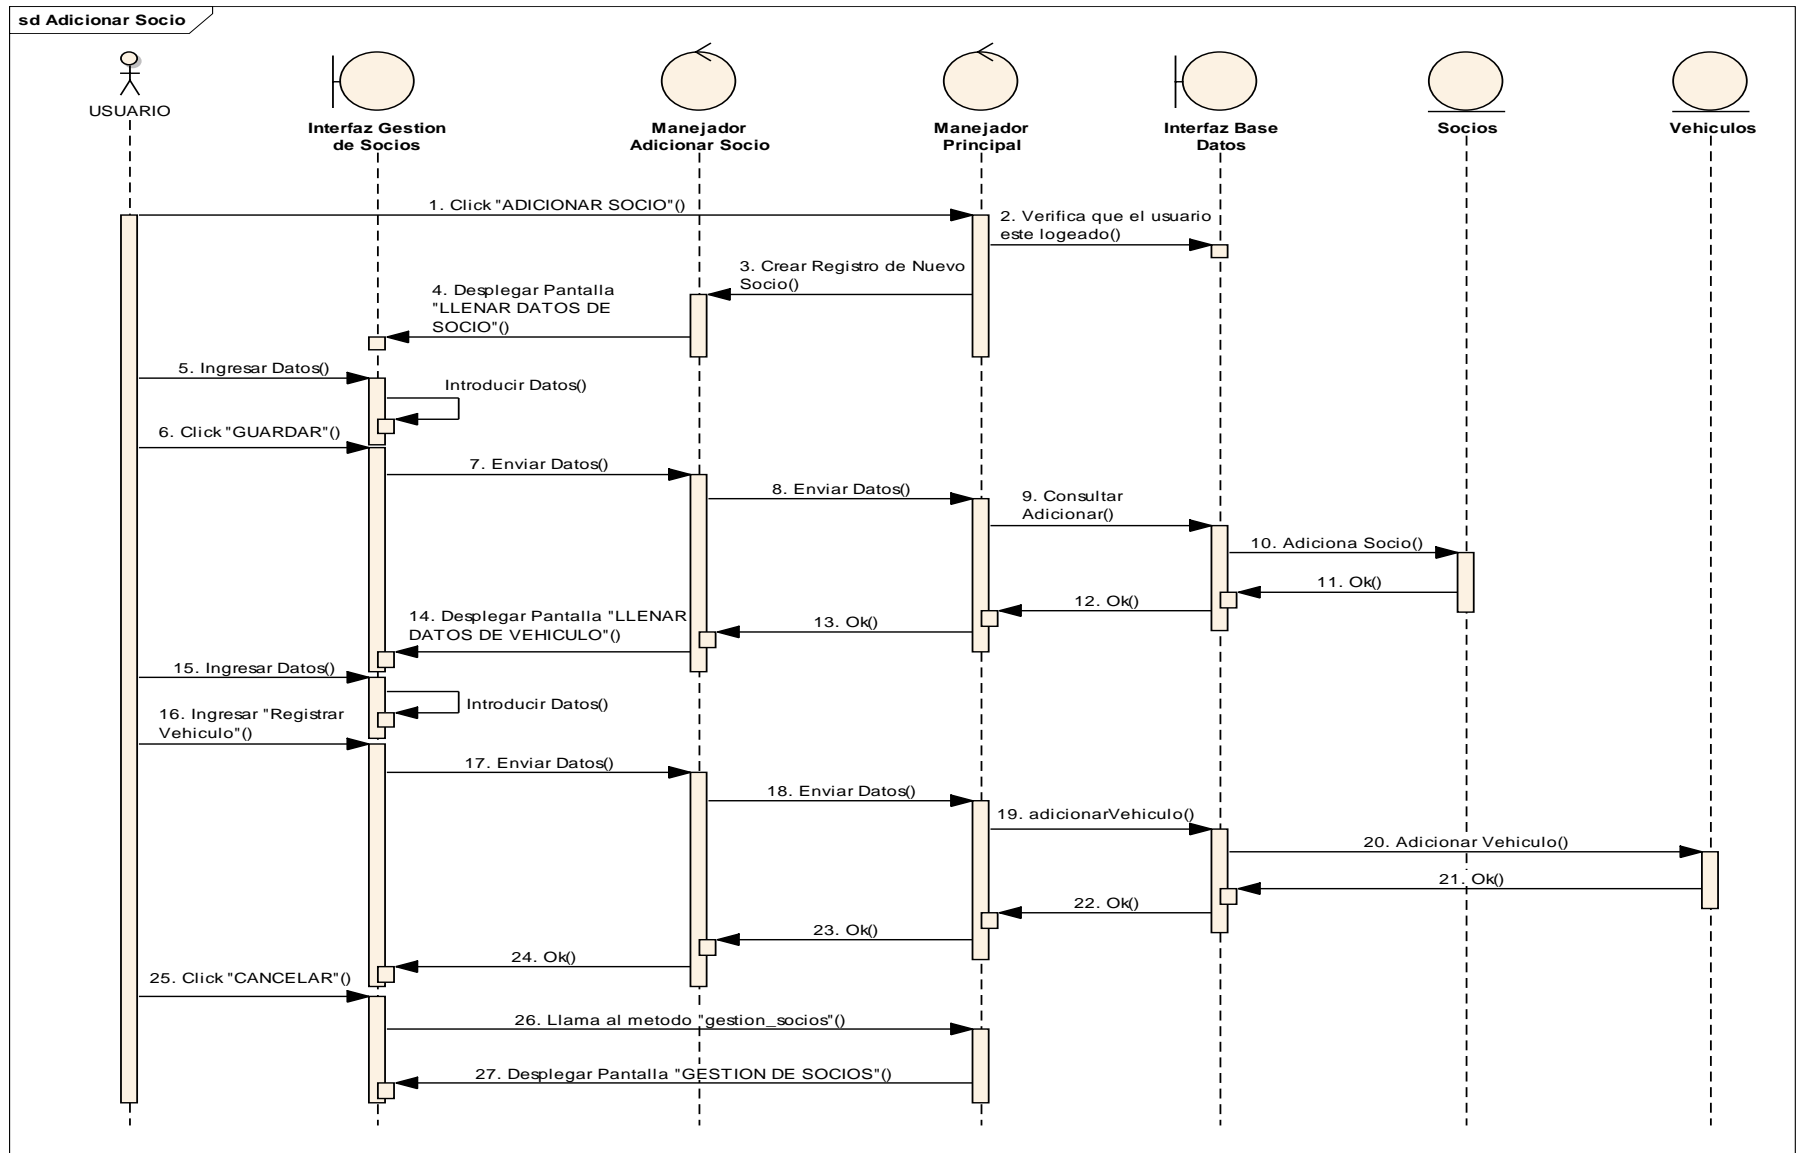 sd Adicionar Socio
USUARIO
Interfaz Gestion
de Socios
Manejador
Adicionar Socio
Manejador
Principal
Interfaz Base
Datos
Socios
Vehiculos
1. Click "ADICIONAR SOCIO"()
2. Verifica que el usuario
este logeado()
3. Crear Registro de Nuevo
Socio()
4. Desplegar Pantalla
"LLENAR DATOS DE
SOCIO"()
5. Ingresar Datos()
Introducir Datos()
6. Click "GUARDAR"()
7. Enviar Datos()
8. Enviar Datos()
9. Consultar
Adicionar()
10. Adiciona Socio()
11. Ok()
12. Ok()
13. Ok()
14. Desplegar Pantalla "LLENAR
DATOS DE VEHICULO"()
15. Ingresar Datos()
Introducir Datos()
16. Ingresar "Registrar
Vehiculo"()
17. Enviar Datos()
18. Enviar Datos()
19. adicionarVehiculo()
20. Adicionar Vehiculo()
21. Ok()
22. Ok()
23. Ok()
24. Ok()
25. Click "CANCELAR"()
26. Llama al metodo "gestion_socios"()
27. Desplegar Pantalla "GESTION DE SOCIOS"()